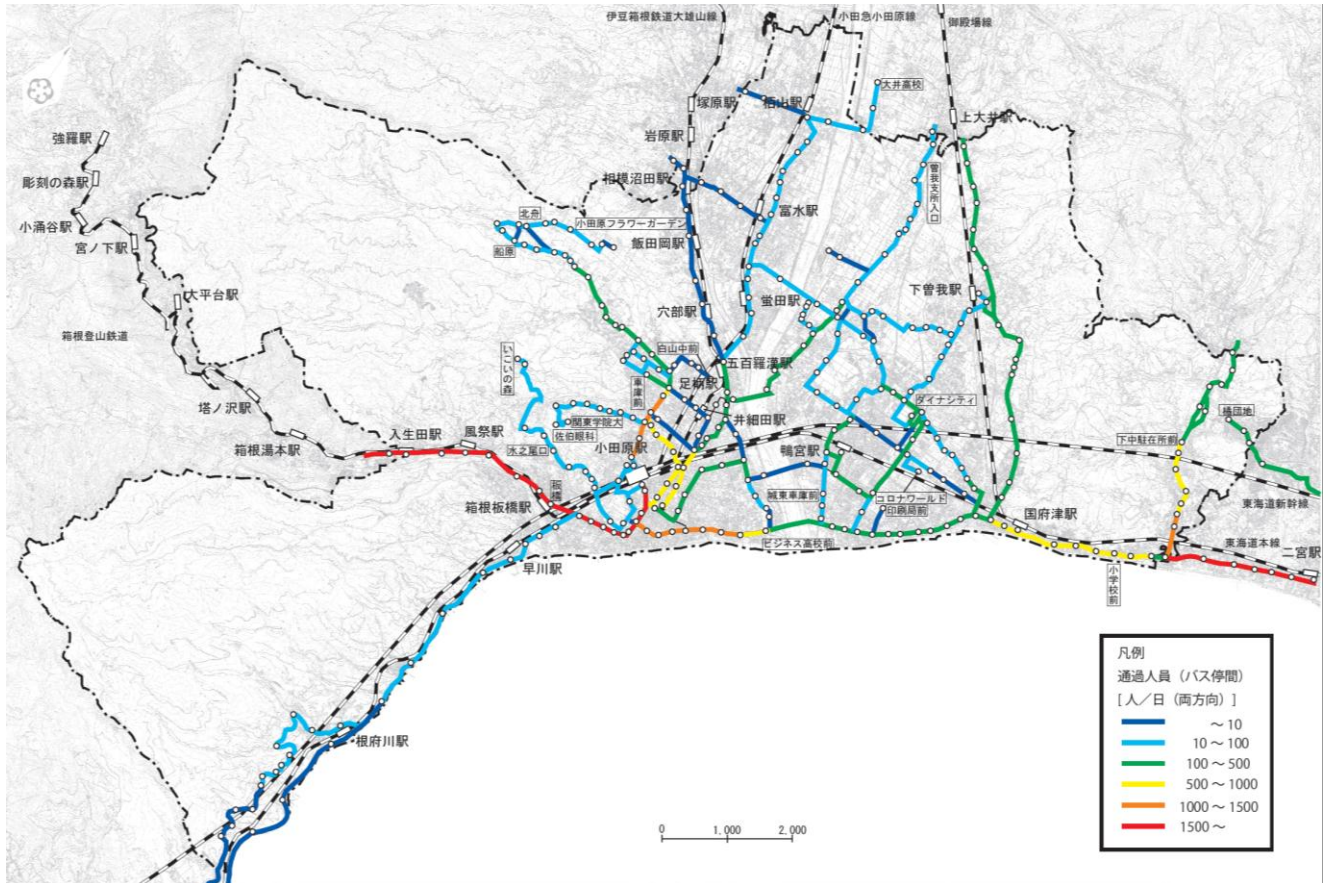 伊豆箱根鉄道大雄山線
小田急小田原線
御殿場線
大井高校
塚原駅
栢山駅
上大井駅
強羅駅
岩原駅
彫刻の森駅
相模沼田駅
曽我支所入口
小涌谷駅
北舟
小田原フラワーガーデン
富水駅
宮ノ下駅
船原
飯田岡駅
大平台駅
穴部駅
螢田駅
下曽我駅
箱根登山鉄道
いこいの森
白山中前
五百羅漢駅
車庫前
足柄駅
塔ノ沢駅
ダイナシティ
橘団地
関東学院大
井細田駅
入生田駅
風祭駅
佐伯眼科
下中駐在所前
箱根湯本駅
水之尾口
小田原駅
鴨宮駅
板橋
城東車庫前
コロナワールド
東海道新幹線
箱根板橋駅
印刷局前
国府津駅
ビジネス高校前
東海道本線
二宮駅
早川駅
小学校前
凡例
通過人員（バス停間）
[ 人／日（両方向）]
～ 10
10 ～ 100
100 ～ 500
500 ～ 1000
1000 ～ 1500
1500 ～
根府川駅
0 1,000 2,000